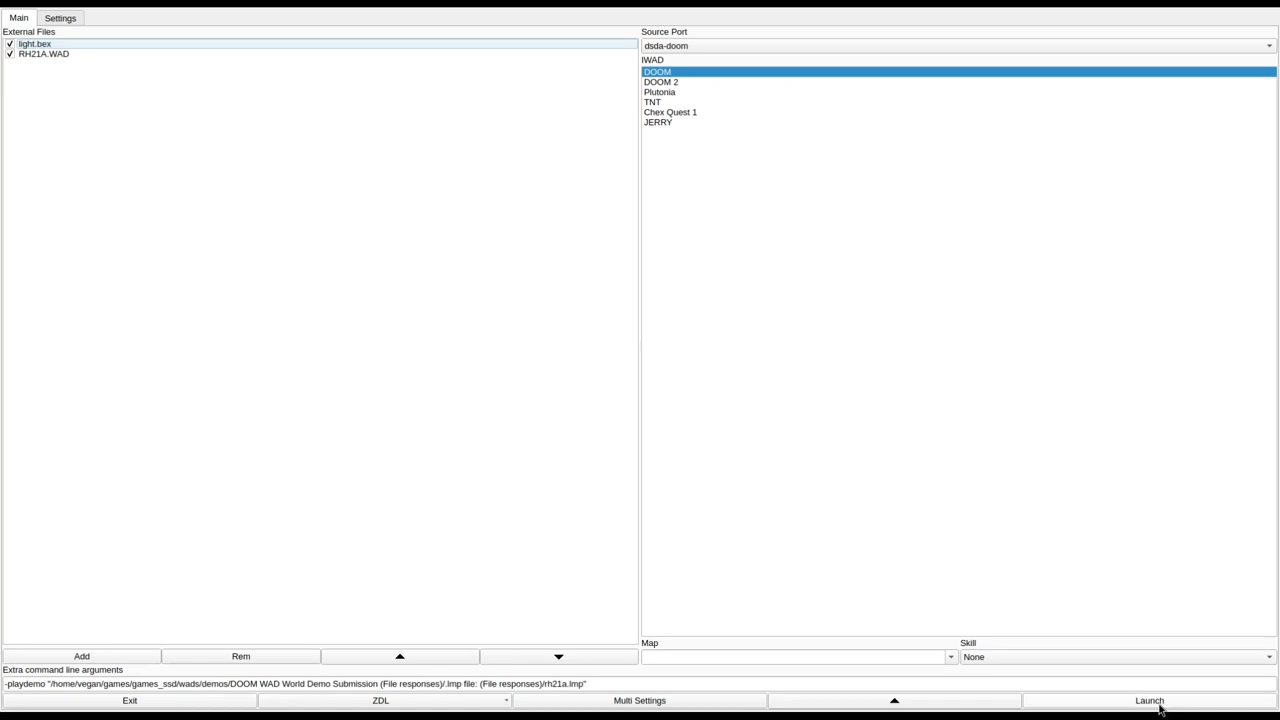 Main Settings
External Files
light.bex
RH21A.WAD
Source Port
dsda-doom
IWAD
DOOM
DOOM 2
Plutonia
TNT
Chex Quest 1
JERRY
Map Skill
None
Add Rem
Extra command line arguments
-playdemo "/home/vegan/games/games_ssd/wads/demos/DOOM WAD World Demo Submission (File responses)/.lmp file: (File responses)/rh21a.lmp"
Exit ZDL Multi Settings Launch